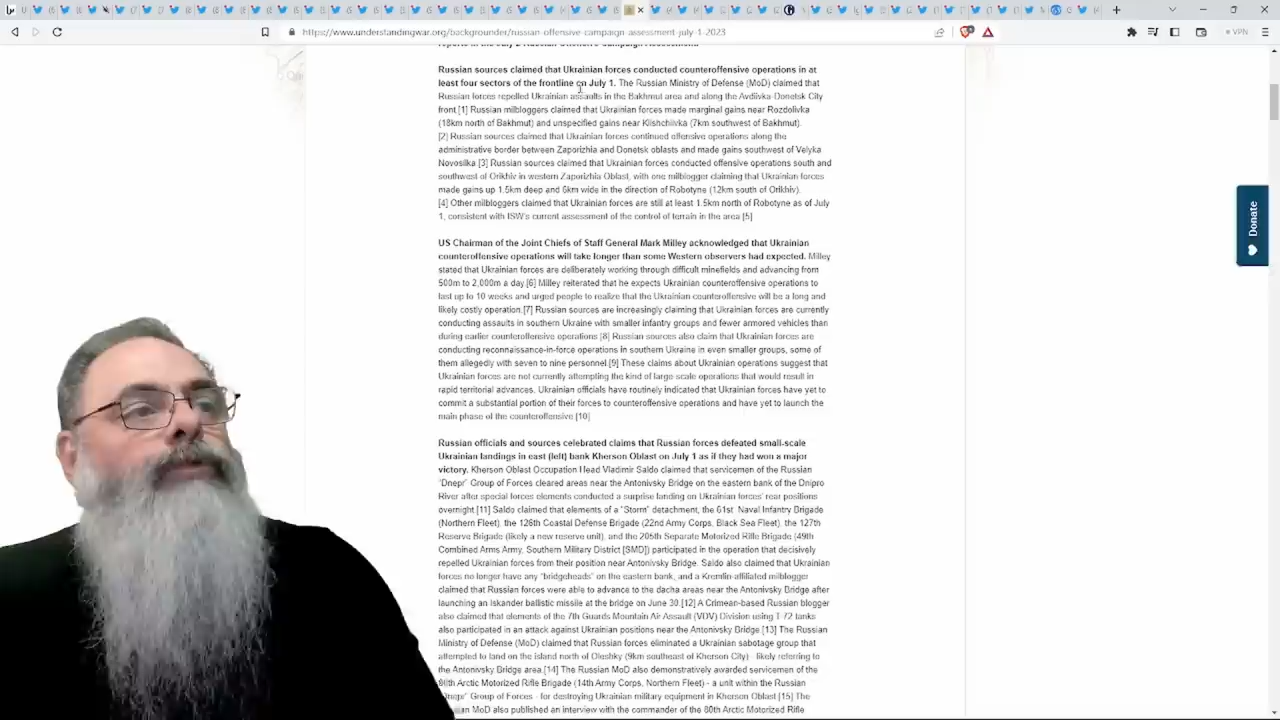 https://www.understandingwar.org/backgrounder/russian-offensive-campaign-assessment-july-1-2023
VPN
reports in the July 2 Russian Offensive Campaign Assessment.
Russian sources claimed that Ukrainian forces conducted counteroffensive operations in at
least four sectors of the frontline on July 1. The Russian Ministry of Defense (MoD) claimed that
Russian forces repelled Ukrainian assaults in the Bakhmut area and along the Avdiivka-Donetsk City
front.[1] Russian milbloggers claimed that Ukrainian forces made marginal gains near Rozdolivka
(18km north of Bakhmut) and unspecified gains near Klishchiivka (7km southwest of Bakhmut).
[2] Russian sources claimed that Ukrainian forces continued offensive operations along the
administrative border between Zaporizhia and Donetsk oblasts and made gains southwest of Velyka
Novosilka.[3] Russian sources claimed that Ukrainian forces conducted offensive operations south and
southwest of Orikhiv in western Zaporizhia Oblast, with one milblogger claiming that Ukrainian forces
made gains up 1.5km deep and 6km wide in the direction of Robotyne (12km south of Orikhiv).
[4] Other milbloggers claimed that Ukrainian forces are still at least 1.5km north of Robotyne as of July
1, consistent with ISW's current assessment of the control of terrain in the area.[5]
Donate
US Chairman of the Joint Chiefs of Staff General Mark Milley acknowledged that Ukrainian
counteroffensive operations will take longer than some Western observers had expected. Milley
stated that Ukrainian forces are deliberately working through difficult minefields and advancing from
500m to 2,000m a day.[6] Milley reiterated that he expects Ukrainian counteroffensive operations to
last up to 10 weeks and urged people to realize that the Ukrainian counteroffensive will be a long and
likely costly operation.[7] Russian sources are increasingly claiming that Ukrainian forces are currently
conducting assaults in southern Ukraine with smaller infantry groups and fewer armored vehicles than
during earlier counteroffensive operations.[8] Russian sources also claim that Ukrainian forces are
conducting reconnaissance-in-force operations in southern Ukraine in even smaller groups, some of
them allegedly with seven to nine personnel.[9] These claims about Ukrainian operations suggest that
Ukrainian forces are not currently attempting the kind of large-scale operations that would result in
rapid territorial advances. Ukrainian officials have routinely indicated that Ukrainian forces have yet to
commit a substantial portion of their forces to counteroffensive operations and have yet to launch the
main phase of the counteroffensive.[10]
Russian officials and sources celebrated claims that Russian forces defeated small-scale
Ukrainian landings in east (left) bank Kherson Oblast on July 1 as if they had won a major
victory. Kherson Oblast Occupation Head Vladimir Saldo claimed that servicemen of the Russian
"Dnepr" Group of Forces cleared areas near the Antonivsky Bridge on the eastern bank of the Dnipro
River after special forces elements conducted a surprise landing on Ukrainian forces' rear positions
overnight.[11] Saldo claimed that elements of a "Storm" detachment, the 61st Naval Infantry Brigade
(Northern Fleet), the 126th Coastal Defense Brigade (22nd Army Corps, Black Sea Fleet), the 127th
Reserve Brigade (likely a new reserve unit), and the 205th Separate Motorized Rifle Brigade (49th
Combined Arms Army, Southern Military District [SMD]) participated in the operation that decisively
repelled Ukrainian forces from their position near Antonivsky Bridge. Saldo also claimed that Ukrainian
forces no longer have any "bridgeheads" on the eastern bank, and a Kremlin-affiliated milblogger
claimed that Russian forces were able to advance to the dacha areas near the Antonivsky Bridge after
launching an Iskander ballistic missile at the bridge on June 30.[12] A Crimean-based Russian blogger
also claimed that elements of the 7th Guards Mountain Air Assault (VDV) Division using T-72 tanks
also participated in an attack against Ukrainian positions near the Antonivsky Bridge.[13] The Russian
Ministry of Defense (MoD) claimed that Russian forces eliminated a Ukrainian sabotage group that
attempted to land on the island north of Oleshky (9km southeast of Kherson City) - likely referring to
the Antonivsky Bridge area.[14] The Russian MoD also demonstratively awarded servicemen of the
80th Arctic Motorized Rifle Brigade (14th Army Corps, Northern Fleet) - a unit within the Russian
"Dnepr" Group of Forces - for destroying Ukrainian military equipment in Kherson Oblast.[15] The
MoD also published an interview with the commander of the 80th Arctic Motorized Rifle